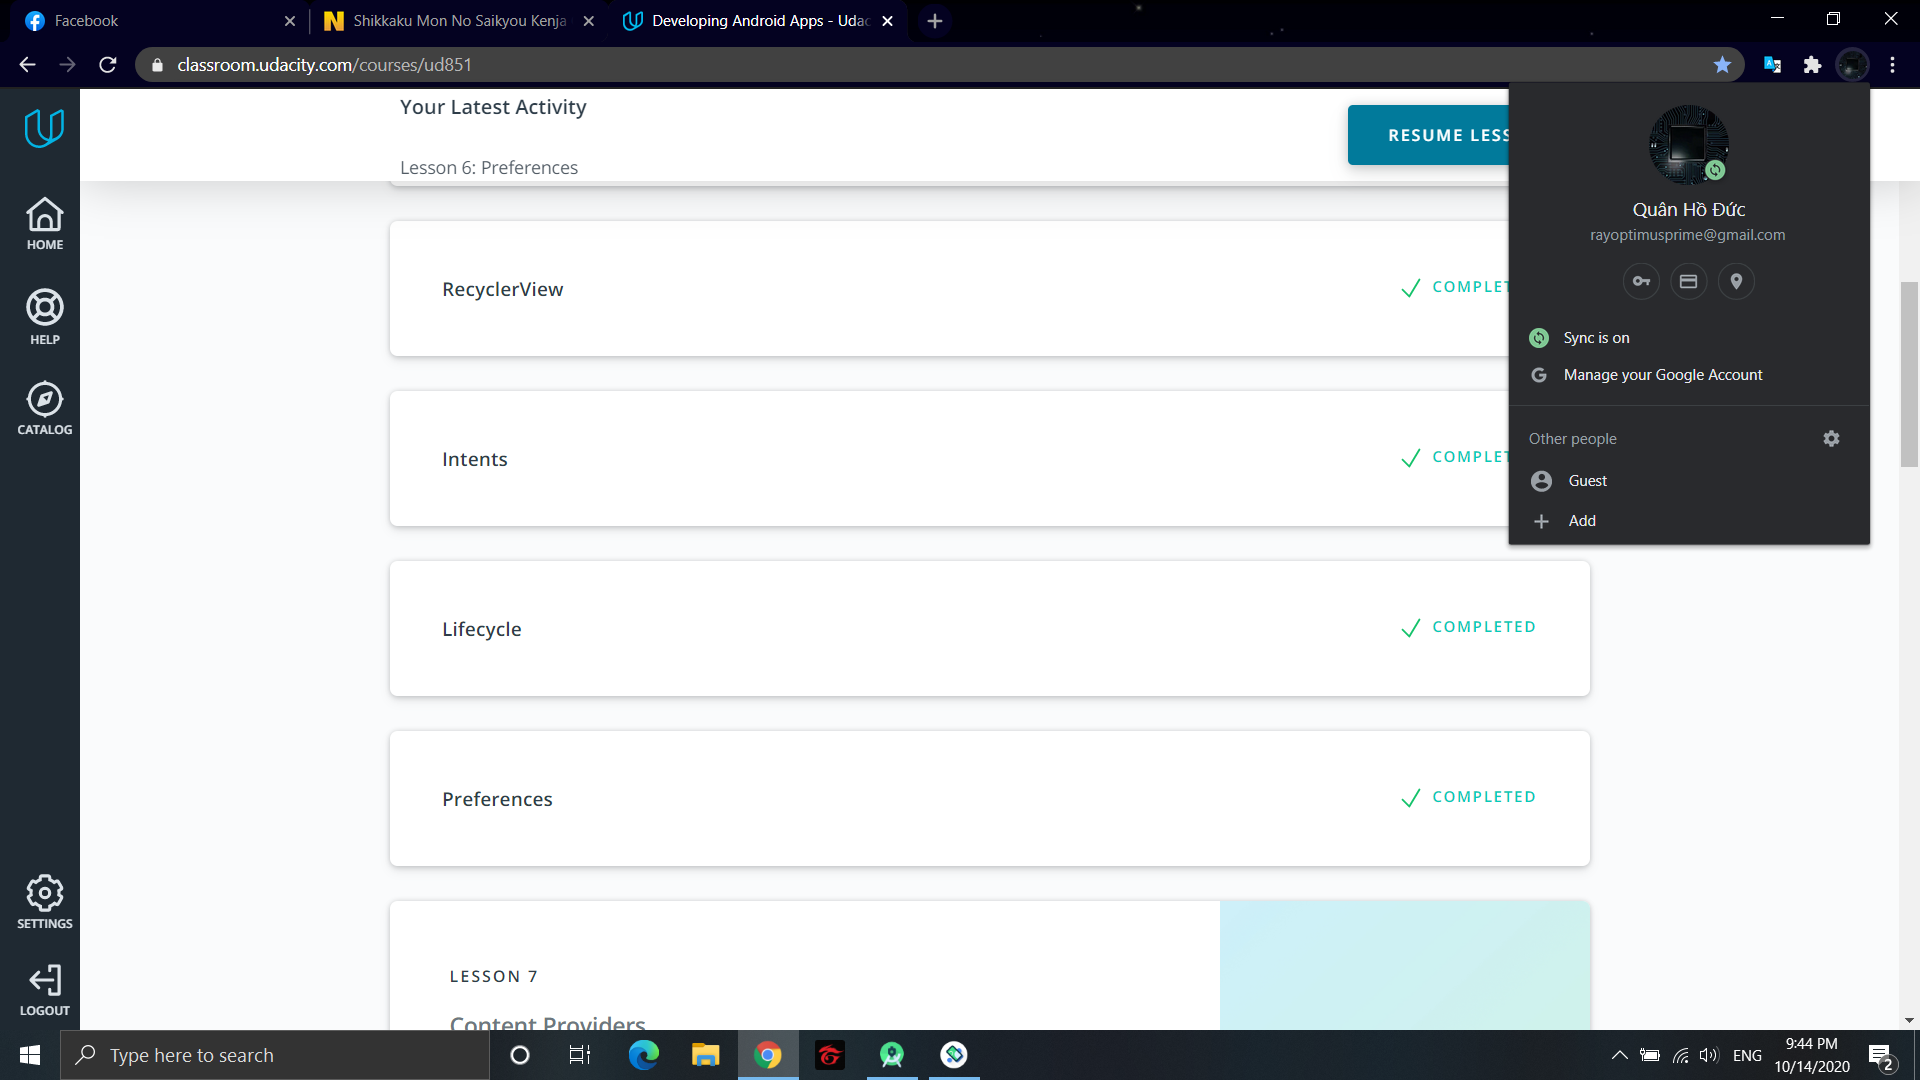 Facebook
Shikkaku Mon No Saikyou Kenja
Developing Android Apps - Udac
classroom.udacity.com/courses/ud851
Your Latest Activity
Lesson 6: Preferences
RESUME LESS
HOME
HELP
CATALOG
SETTINGS
LOGOUT
RecyclerView
COMPLET
Intents
COMPLET
Lifecycle
COMPLETED
Preferences
COMPLETED
LESSON 7
Content Providers
Quân Hồ Đức
rayoptimusprime@gmail.com
Sync is on
Manage your Google Account
Other people
Guest
Add
Type here to search
ENG
9:44 PM
10/14/2020
2